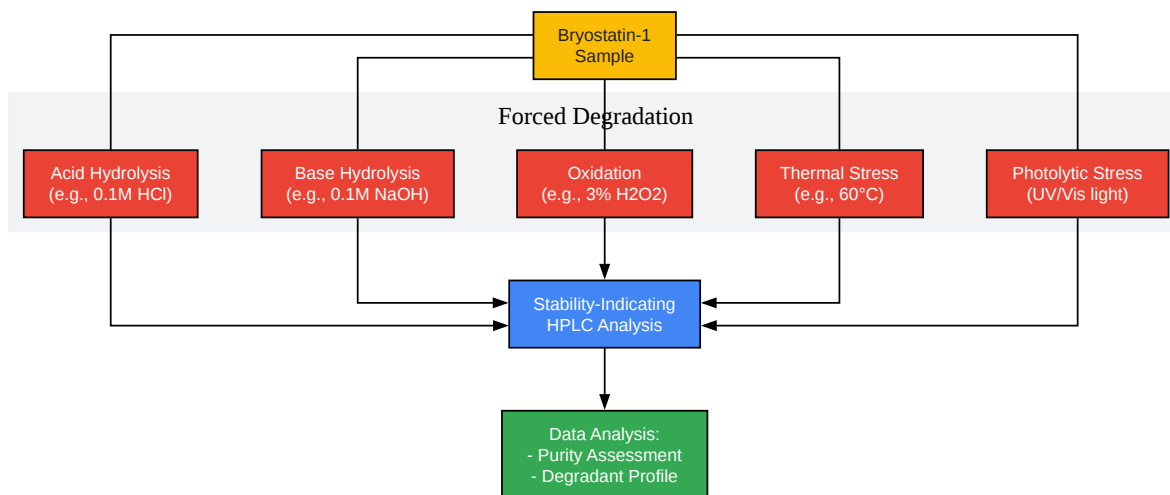 Bryostatin-1
Sample
Forced Degradation
Acid Hydrolysis
(e.g., 0.1M HCl)
Base Hydrolysis
(e.g., 0.1M NaOH)
Oxidation
(e.g., 3% H2O2)
Thermal Stress
(e.g., 60°C)
Photolytic Stress
(UV/Vis light)
Stability-Indicating
HPLC Analysis
Data Analysis:
- Purity Assessment
- Degradant Profile